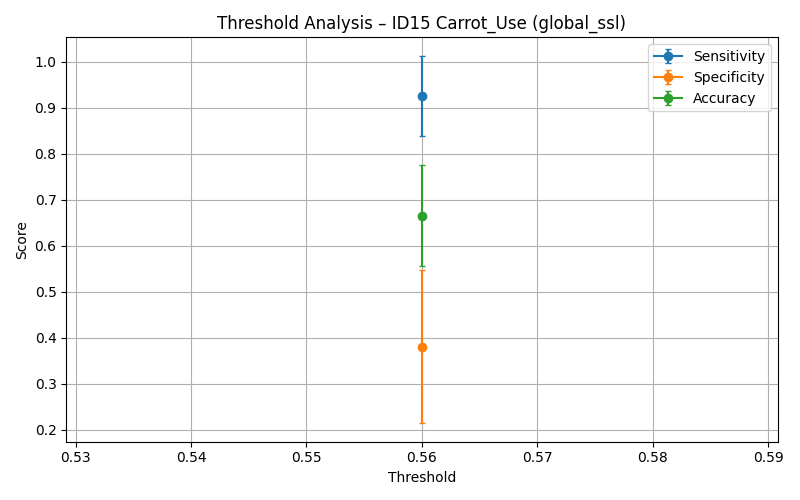 Threshold Analysis – ID15 Carrot_Use (global_ssl)
Sensitivity
Specificity
Accuracy
Score
1.0
0.9
0.8
0.7
0.6
0.5
0.4
0.3
0.2
0.53 0.54 0.55 0.56 0.57 0.58 0.59
Threshold